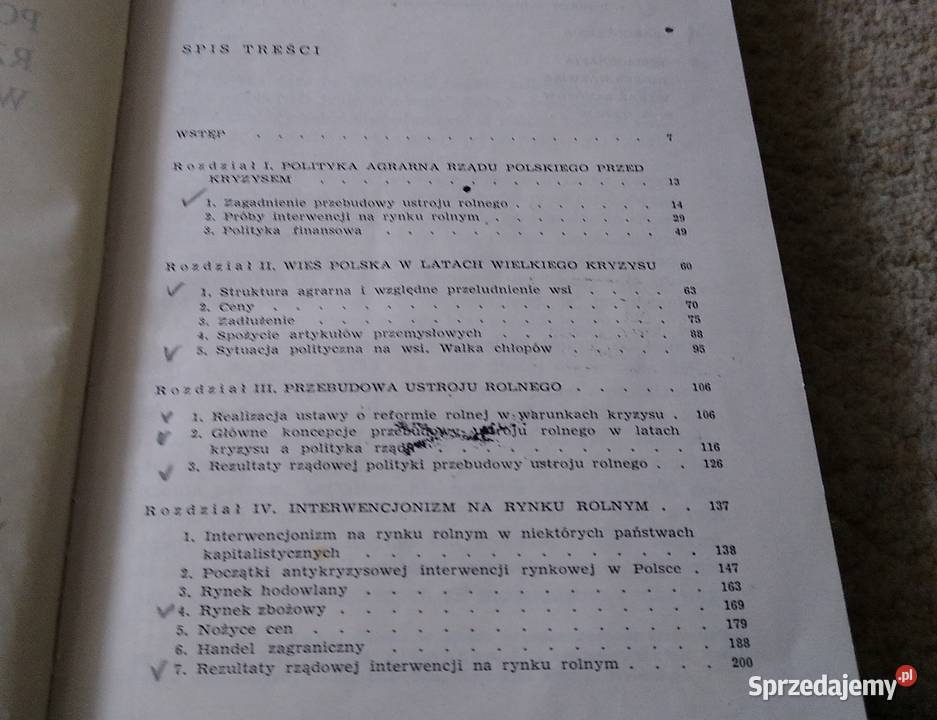 SPIS TREŚCI
WSTĘP . . . . . . . . . . . . . . 7
Rozdział I. POLITYKA AGRARNA RZĄDU POLSKIEGO PRZED
KRYZYSEM . . . . . . . . . . . . . 13
1. Zagadnienie przebudowy ustroju rolnego . . . . . . 14
2. Próby interwencji na rynku rolnym . . . . . . . 29
3. Polityka finansowa . . . . . . . . . . 49
Rozdział II. WIEŚ POLSKA W LATACH WIELKIEGO KRYZYSU 60
1. Struktura agrarna i względne przeludnienie wsi . . . . 63
2. Ceny . . . . . . . . . . . . . . 70
3. Zadłużenie . . . . . . . . . . . . . 75
4. Spożycie artykułów przemysłowych . . . . . . . 88
5. Sytuacja polityczna na wsi. Walka chłopów . . . . . 95
Rozdział III. PRZEBUDOWA USTROJU ROLNEGO . . . . . 106
1. Realizacja ustawy o reformie rolnej w warunkach kryzysu . 106
2. Główne koncepcje przebudowy ustroju rolnego w latach
kryzysu a polityka rządu . . . . . . . . . 116
3. Rezultaty rządowej polityki przebudowy ustroju rolnego . . 126
Rozdział IV. INTERWENCJONIZM NA RYNKU ROLNYM . . 137
1. Interwencjonizm na rynku rolnym w niektórych państwach
kapitalistycznych . . . . . . . . . . . . 138
2. Początki antykryzysowej interwencji rynkowej w Polsce . 147
3. Rynek hodowlany . . . . . . . . . . . . 163
4. Rynek zbożowy . . . . . . . . . . . . . 169
5. Nożyce cen . . . . . . . . . . . . . . 179
6. Handel zagraniczny . . . . . . . . . . . 188
7. Rezultaty rządowej interwencji na rynku rolnym . . . . 200
Sprzedajemy.pl